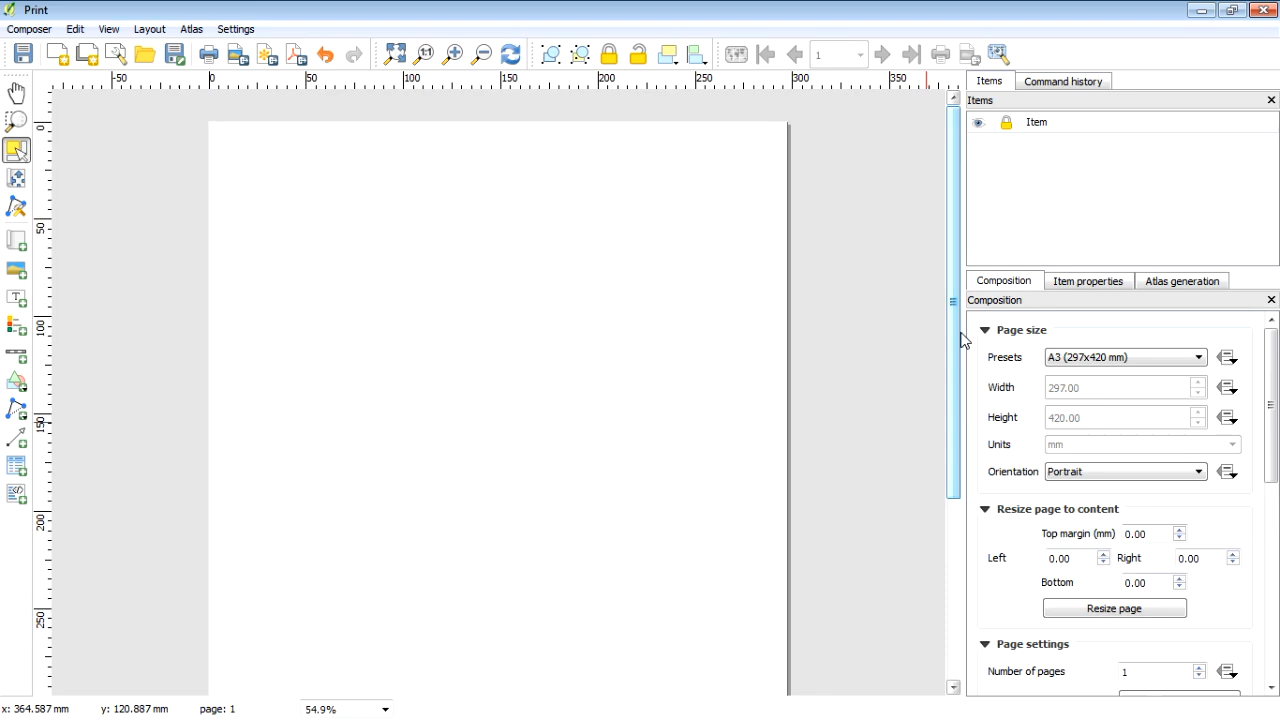 Print
Composer Edit View Layout Atlas Settings
1:1 1
-50 0 50 100 150 200 250 300 350
Items Command history
Items
Item
0
50
100
150
200
250
T
Composition Item properties Atlas generation
Composition
Page size
Presets A3 (297x420 mm)
Width 297.00
Height 420.00
Units mm
Orientation Portrait
Resize page to content
Top margin (mm) 0.00
Left 0.00 Right 0.00
Bottom 0.00
Resize page
Page settings
Number of pages 1
x: 364.587 mm y: 120.887 mm page: 1 54.9%